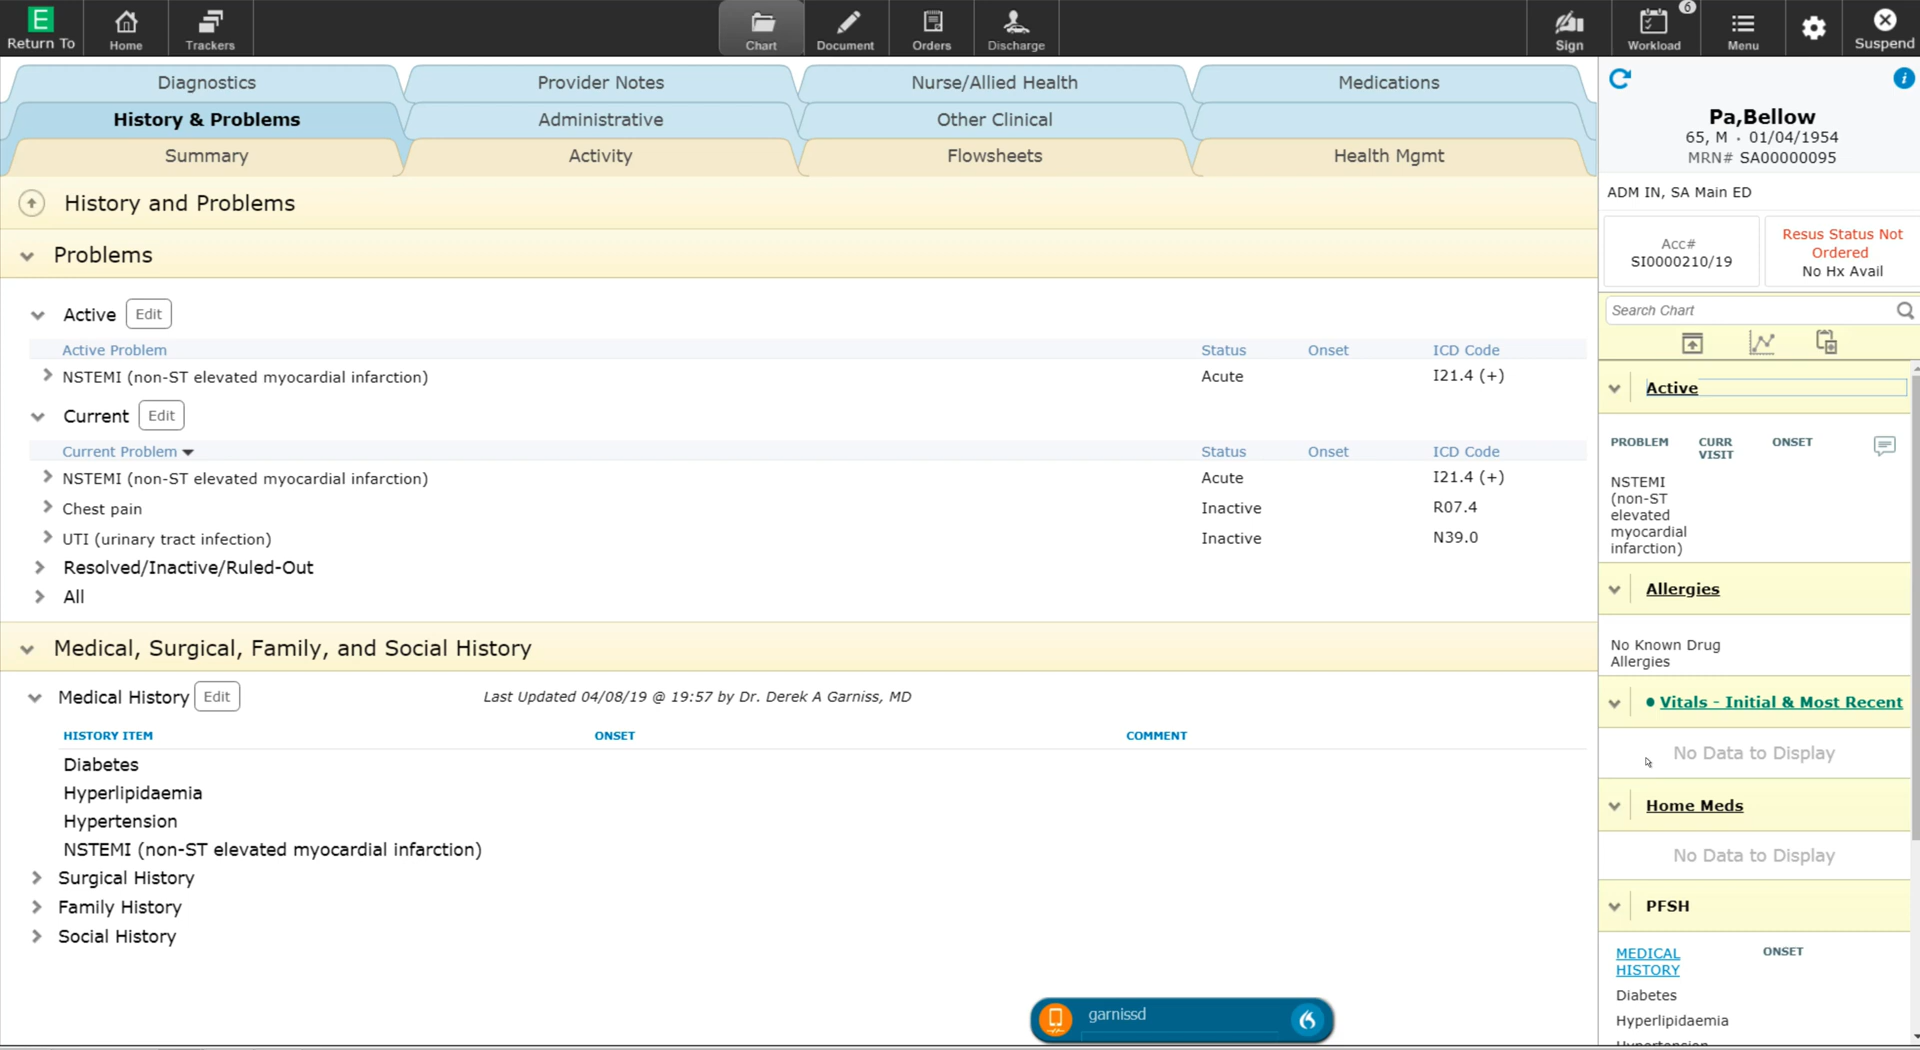 E
Return To
Home
Trackers
Chart
Document
Orders
Discharge
Sign
6
Workload
Menu
Suspend
Diagnostics
Provider Notes
Nurse/Allied Health
Medications
History & Problems
Administrative
Other Clinical
Summary
Activity
Flowsheets
Health Mgmt
History and Problems
Problems
Active Edit
Active Problem Status Onset ICD Code
NSTEMI (non-ST elevated myocardial infarction) Acute I21.4 (+)
Current Edit
Current Problem Status Onset ICD Code
NSTEMI (non-ST elevated myocardial infarction) Acute I21.4 (+)
Chest pain Inactive R07.4
UTI (urinary tract infection) Inactive N39.0
Resolved/Inactive/Ruled-Out
All
Medical, Surgical, Family, and Social History
Medical History Edit Last Updated 04/08/19 @ 19:57 by Dr. Derek A Garniss, MD
HISTORY ITEM ONSET COMMENT
Diabetes
Hyperlipidaemia
Hypertension
NSTEMI (non-ST elevated myocardial infarction)
Surgical History
Family History
Social History
garnissd
i
Pa,Bellow
65, M · 01/04/1954
MRN# SA00000095
ADM IN, SA Main ED
Acc#
SI0000210/19
Resus Status Not
Ordered
No Hx Avail
Search Chart
Active
PROBLEM CURR VISIT ONSET
NSTEMI
(non-ST
elevated
myocardial
infarction)
Allergies
No Known Drug
Allergies
Vitals - Initial & Most Recent
No Data to Display
Home Meds
No Data to Display
PFSH
MEDICAL ONSET
HISTORY
Diabetes
Hyperlipidaemia
Hypertension